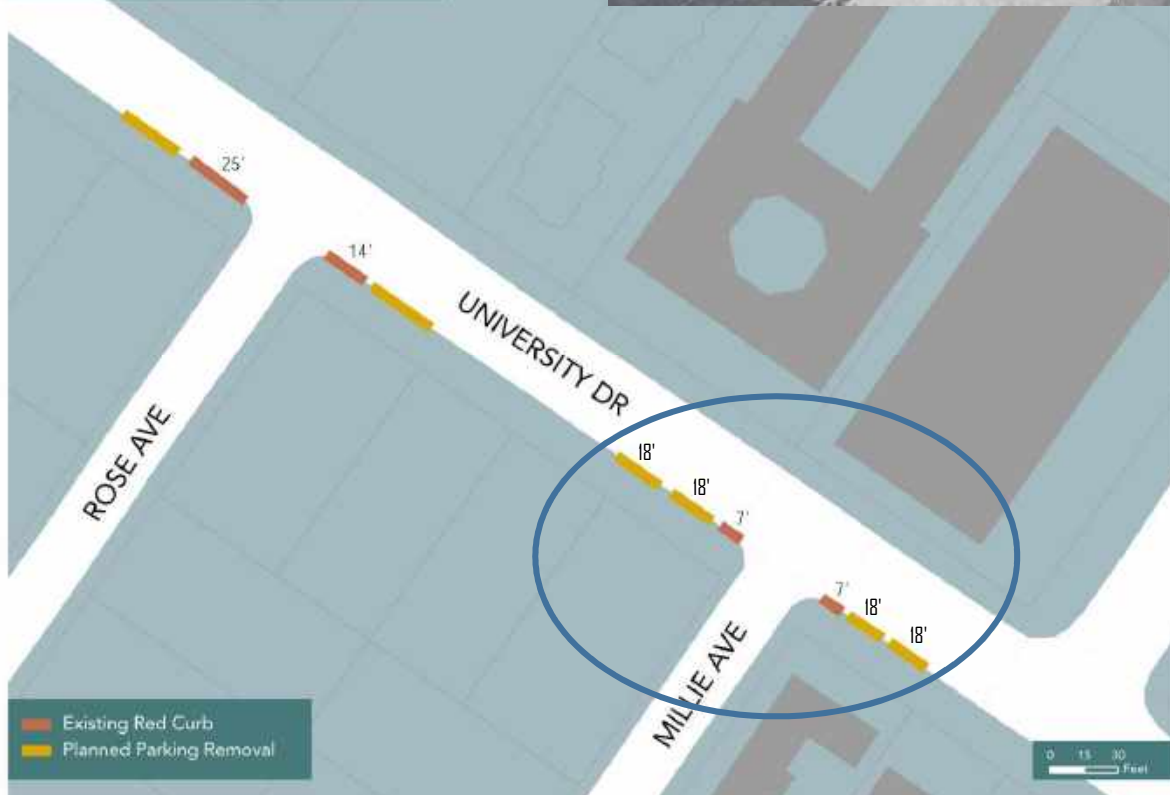 25'
14'
UNIVERSITY DR
ROSE AVE
18'
18'
7'
7'
18'
18'
MILLIE AVE
Existing Red Curb
Planned Parking Removal
0 15 30
Feet